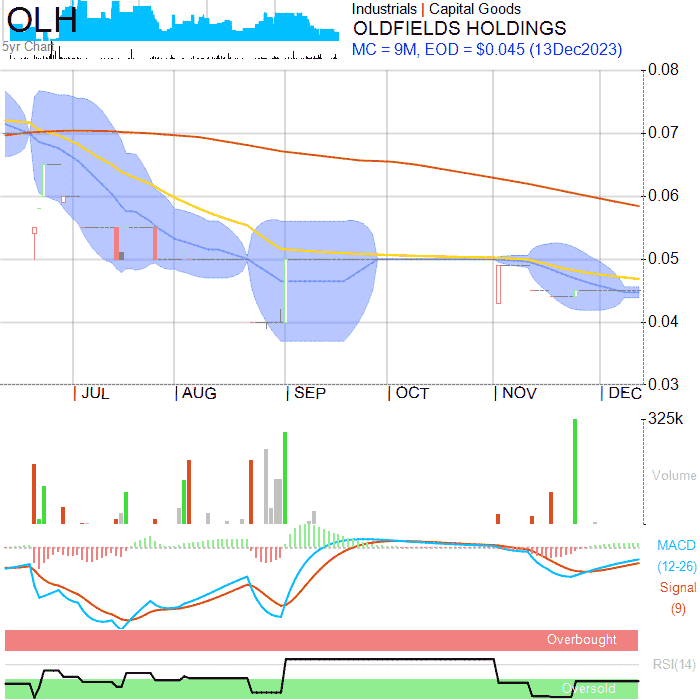 OLH
5yr Chart
Industrials | Capital Goods
OLDFIELDS HOLDINGS
MC = 9M, EOD = $0.045 (13Dec2023)
0.08
0.07
0.06
0.05
0.04
0.03
JUL AUG SEP OCT NOV DEC
325k
Volume
MACD
(12-26)
Signal
(9)
Overbought
RSI(14)
Oversold